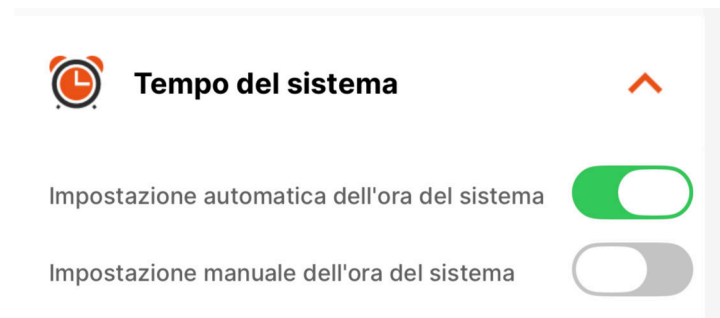 Tempo del sistema
Impostazione automatica dell'ora del sistema
Impostazione manuale dell'ora del sistema